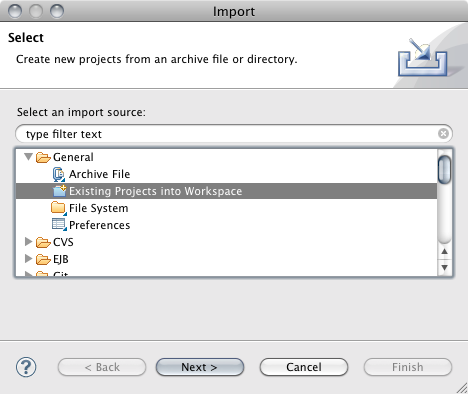 Import
Select
Create new projects from an archive file or directory.
Select an import source:
type filter text
General
Archive File
Existing Projects into Workspace
File System
Preferences
CVS
EJB
Git
? < Back Next > Cancel Finish